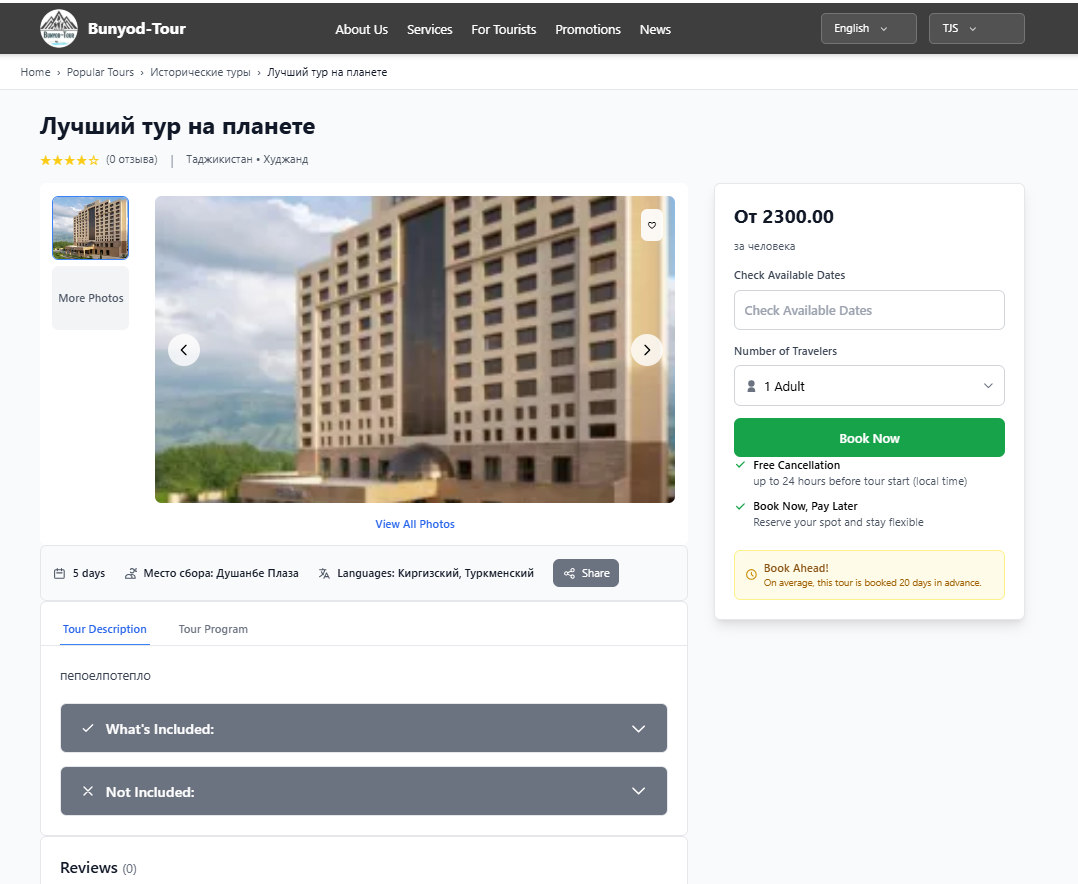 Bunyod-Tour
Bunyod-Tour
About Us
Services
For Tourists
Promotions
News
English
TJS
Home › Popular Tours › Исторические туры › Лучший тур на планете
Лучший тур на планете
★★★★☆ (0 отзыва) | Таджикистан • Худжанд
More Photos
View All Photos
5 days
Место сбора: Душанбе Плаза
Languages: Киргизский, Туркменский
Share
Tour Description
Tour Program
пепоелпотепло
What's Included:
Not Included:
Reviews (0)
От 2300.00
за человека
Check Available Dates
Check Available Dates
Number of Travelers
1 Adult
Book Now
Free Cancellation
up to 24 hours before tour start (local time)
Book Now, Pay Later
Reserve your spot and stay flexible
Book Ahead!
On average, this tour is booked 20 days in advance.